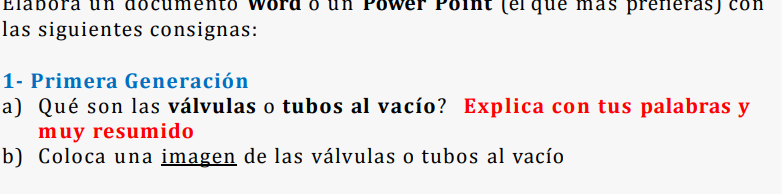 Elabora un documento Word o un Power Point (el que más prefieras) con
las siguientes consignas:
1- Primera Generación
a) Qué son las válvulas o tubos al vacío? Explica con tus palabras y
muy resumido
b) Coloca una imagen de las válvulas o tubos al vacío